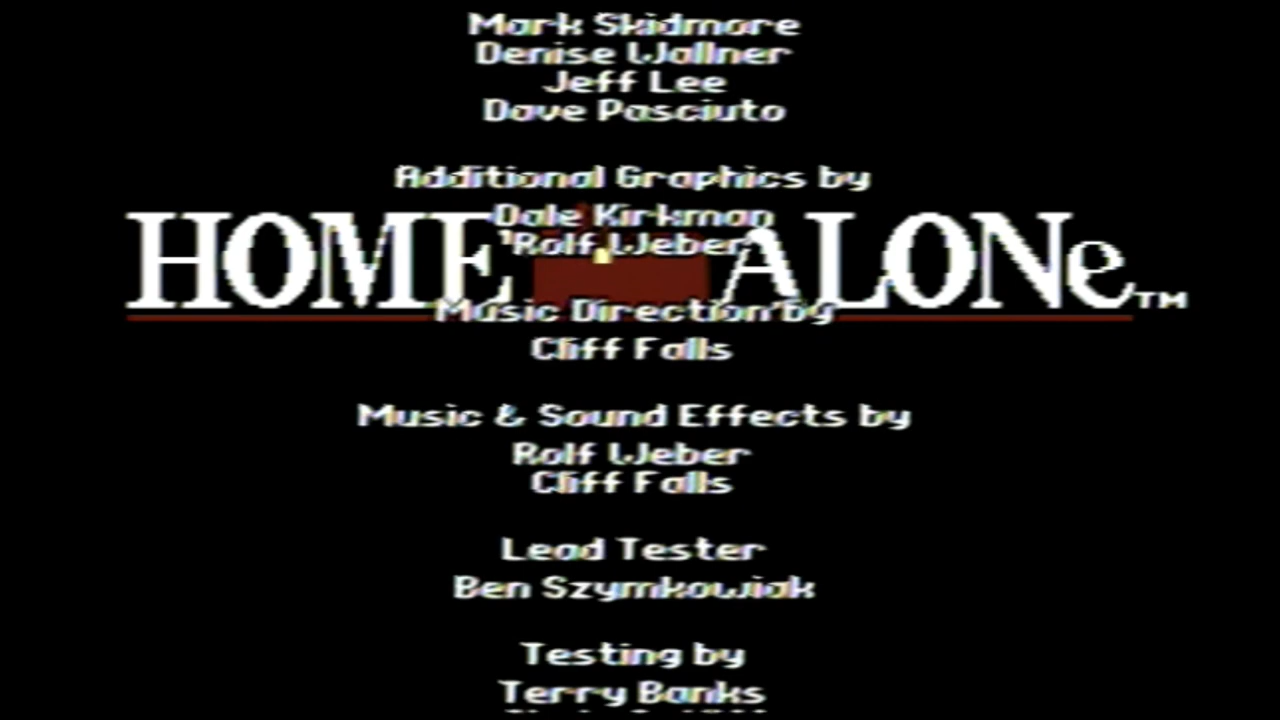 Mark Skidmore
Denise Wallner
Jeff Lee
Dave Pasciuto
Additional Graphics by
Dale Kirkman
Rolf Weber
HOME ALONe™
Music Direction by
Cliff Falls
Music & Sound Effects by
Rolf Weber
Cliff Falls
Lead Tester
Ben Szymkowiak
Testing by
Terry Banks